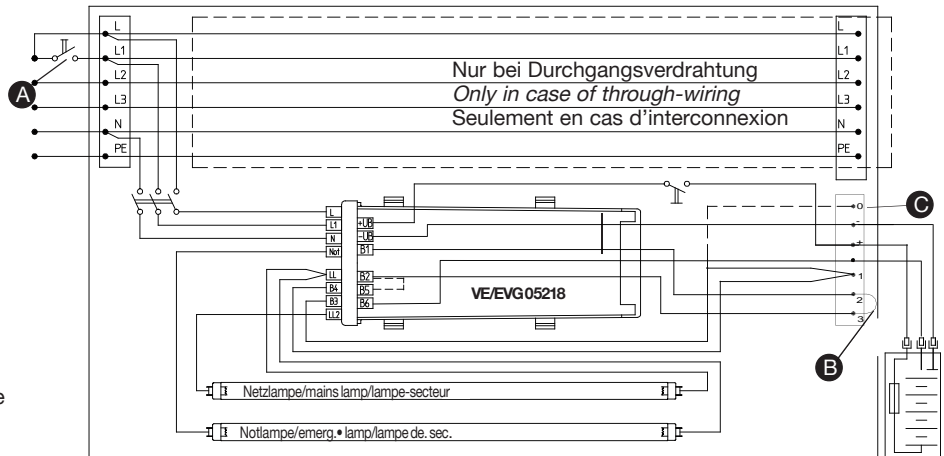 L
L
L1
L1
L2
L2
L3
L3
N
N
PE
PE
A
Nur bei Durchgangsverdrahtung
Only in case of through-wiring
Seulement en cas d'interconnexion
L
L1
N
Not
LL
B4
B3
LL2
+UB
-UB
B1
B2
B5
B6
VE/EVG05218
0
-
+
1
2
3
C
B
e
Netzlampe/mains lamp/lampe-secteur
Notlampe/emerg.• lamp/lampe de. sec.